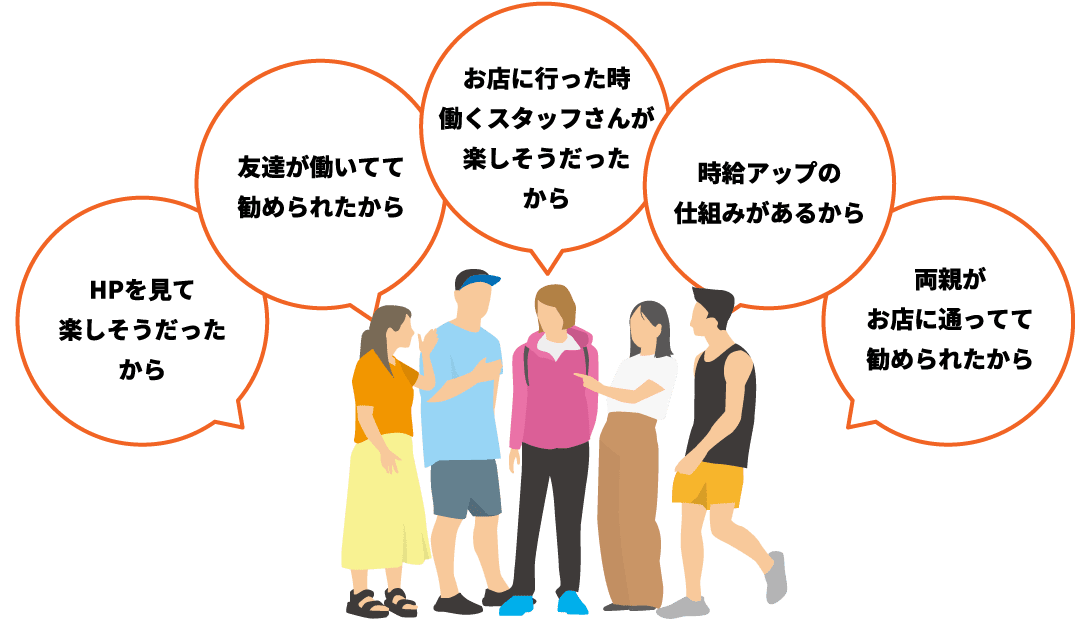 HPを見て
楽しそうだった
から
友達が働いてて
勧められたから
お店に行った時
働くスタッフさんが
楽しそうだった
から
時給アップの
仕組みがあるから
両親が
お店に通ってて
勧められたから